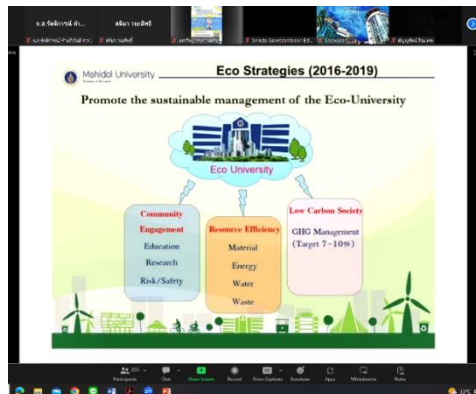 Mahidol University
Eco Strategies (2016-2019)
Promote the sustainable management of the Eco-University
Eco University
Community
Engagement
Education
Research
Risk/Safety
Resource Efficiency
Material
Energy
Water
Waste
Low Carbon Society
GHG Management
(Target 7-10%)
Participants
Chat
Share Screen
Record
Show Captions
Reactions
Apps
Whiteboards
Notes